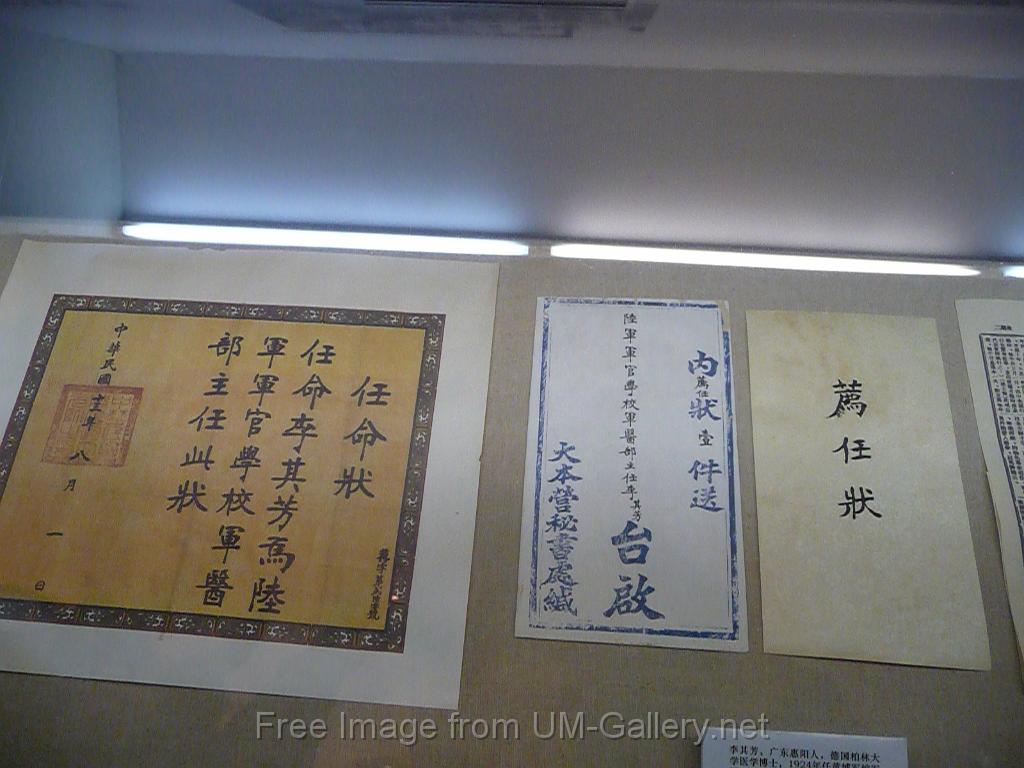 任命狀
任命李其芳為陸
軍軍官學校軍醫
部主任此狀
中華民國十三年八月一日
內薦任狀壹件送
陸軍軍官學校軍醫部主任李其芳
台啟
大本營秘書處緘
薦任狀
李其芳，广东惠阳人，德国柏林大
学医学博士，1924年任黄埔军校军
Free Image from UM-Gallery.net